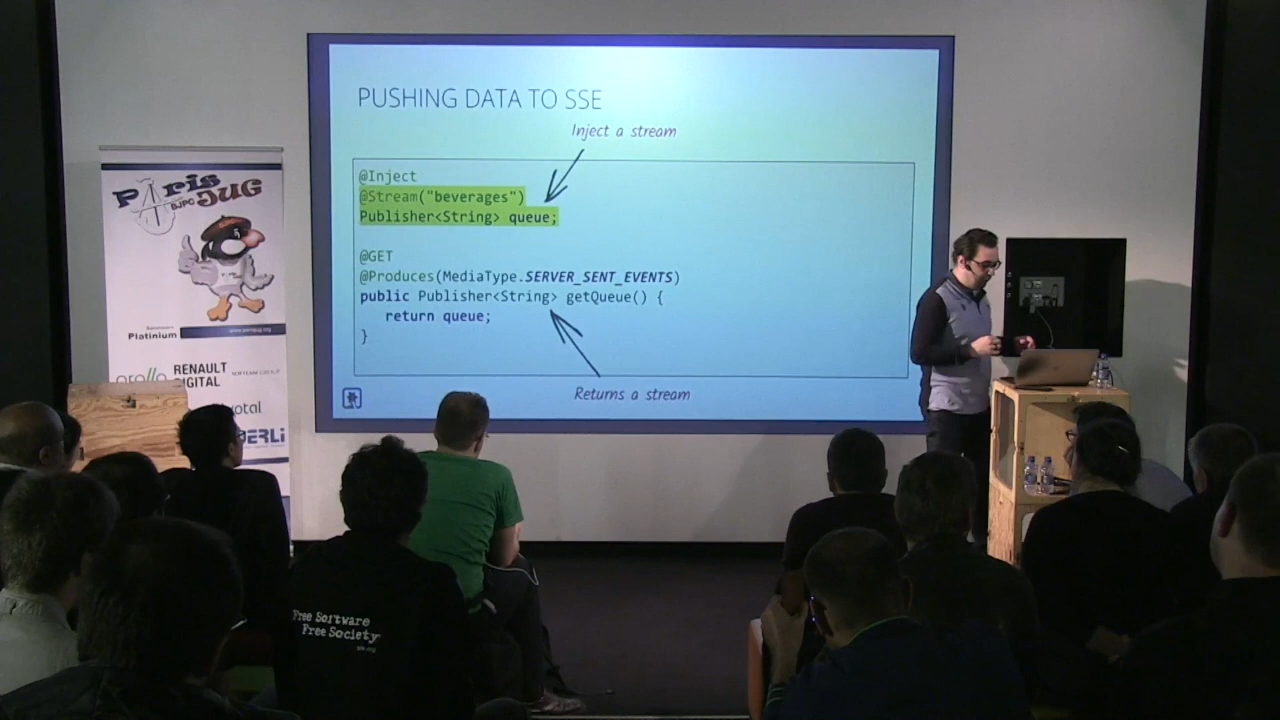 PUSHING DATA TO SSE
Inject a stream
@Inject
@Stream("beverages")
Publisher<String> queue;
@GET
@Produces(MediaType.SERVER_SENT_EVENTS)
public Publisher<String> getQueue() {
return queue;
}
Returns a stream
PARIS
JUG
Platinium
RENAULT
DIGITAL
Free Software
Free Society